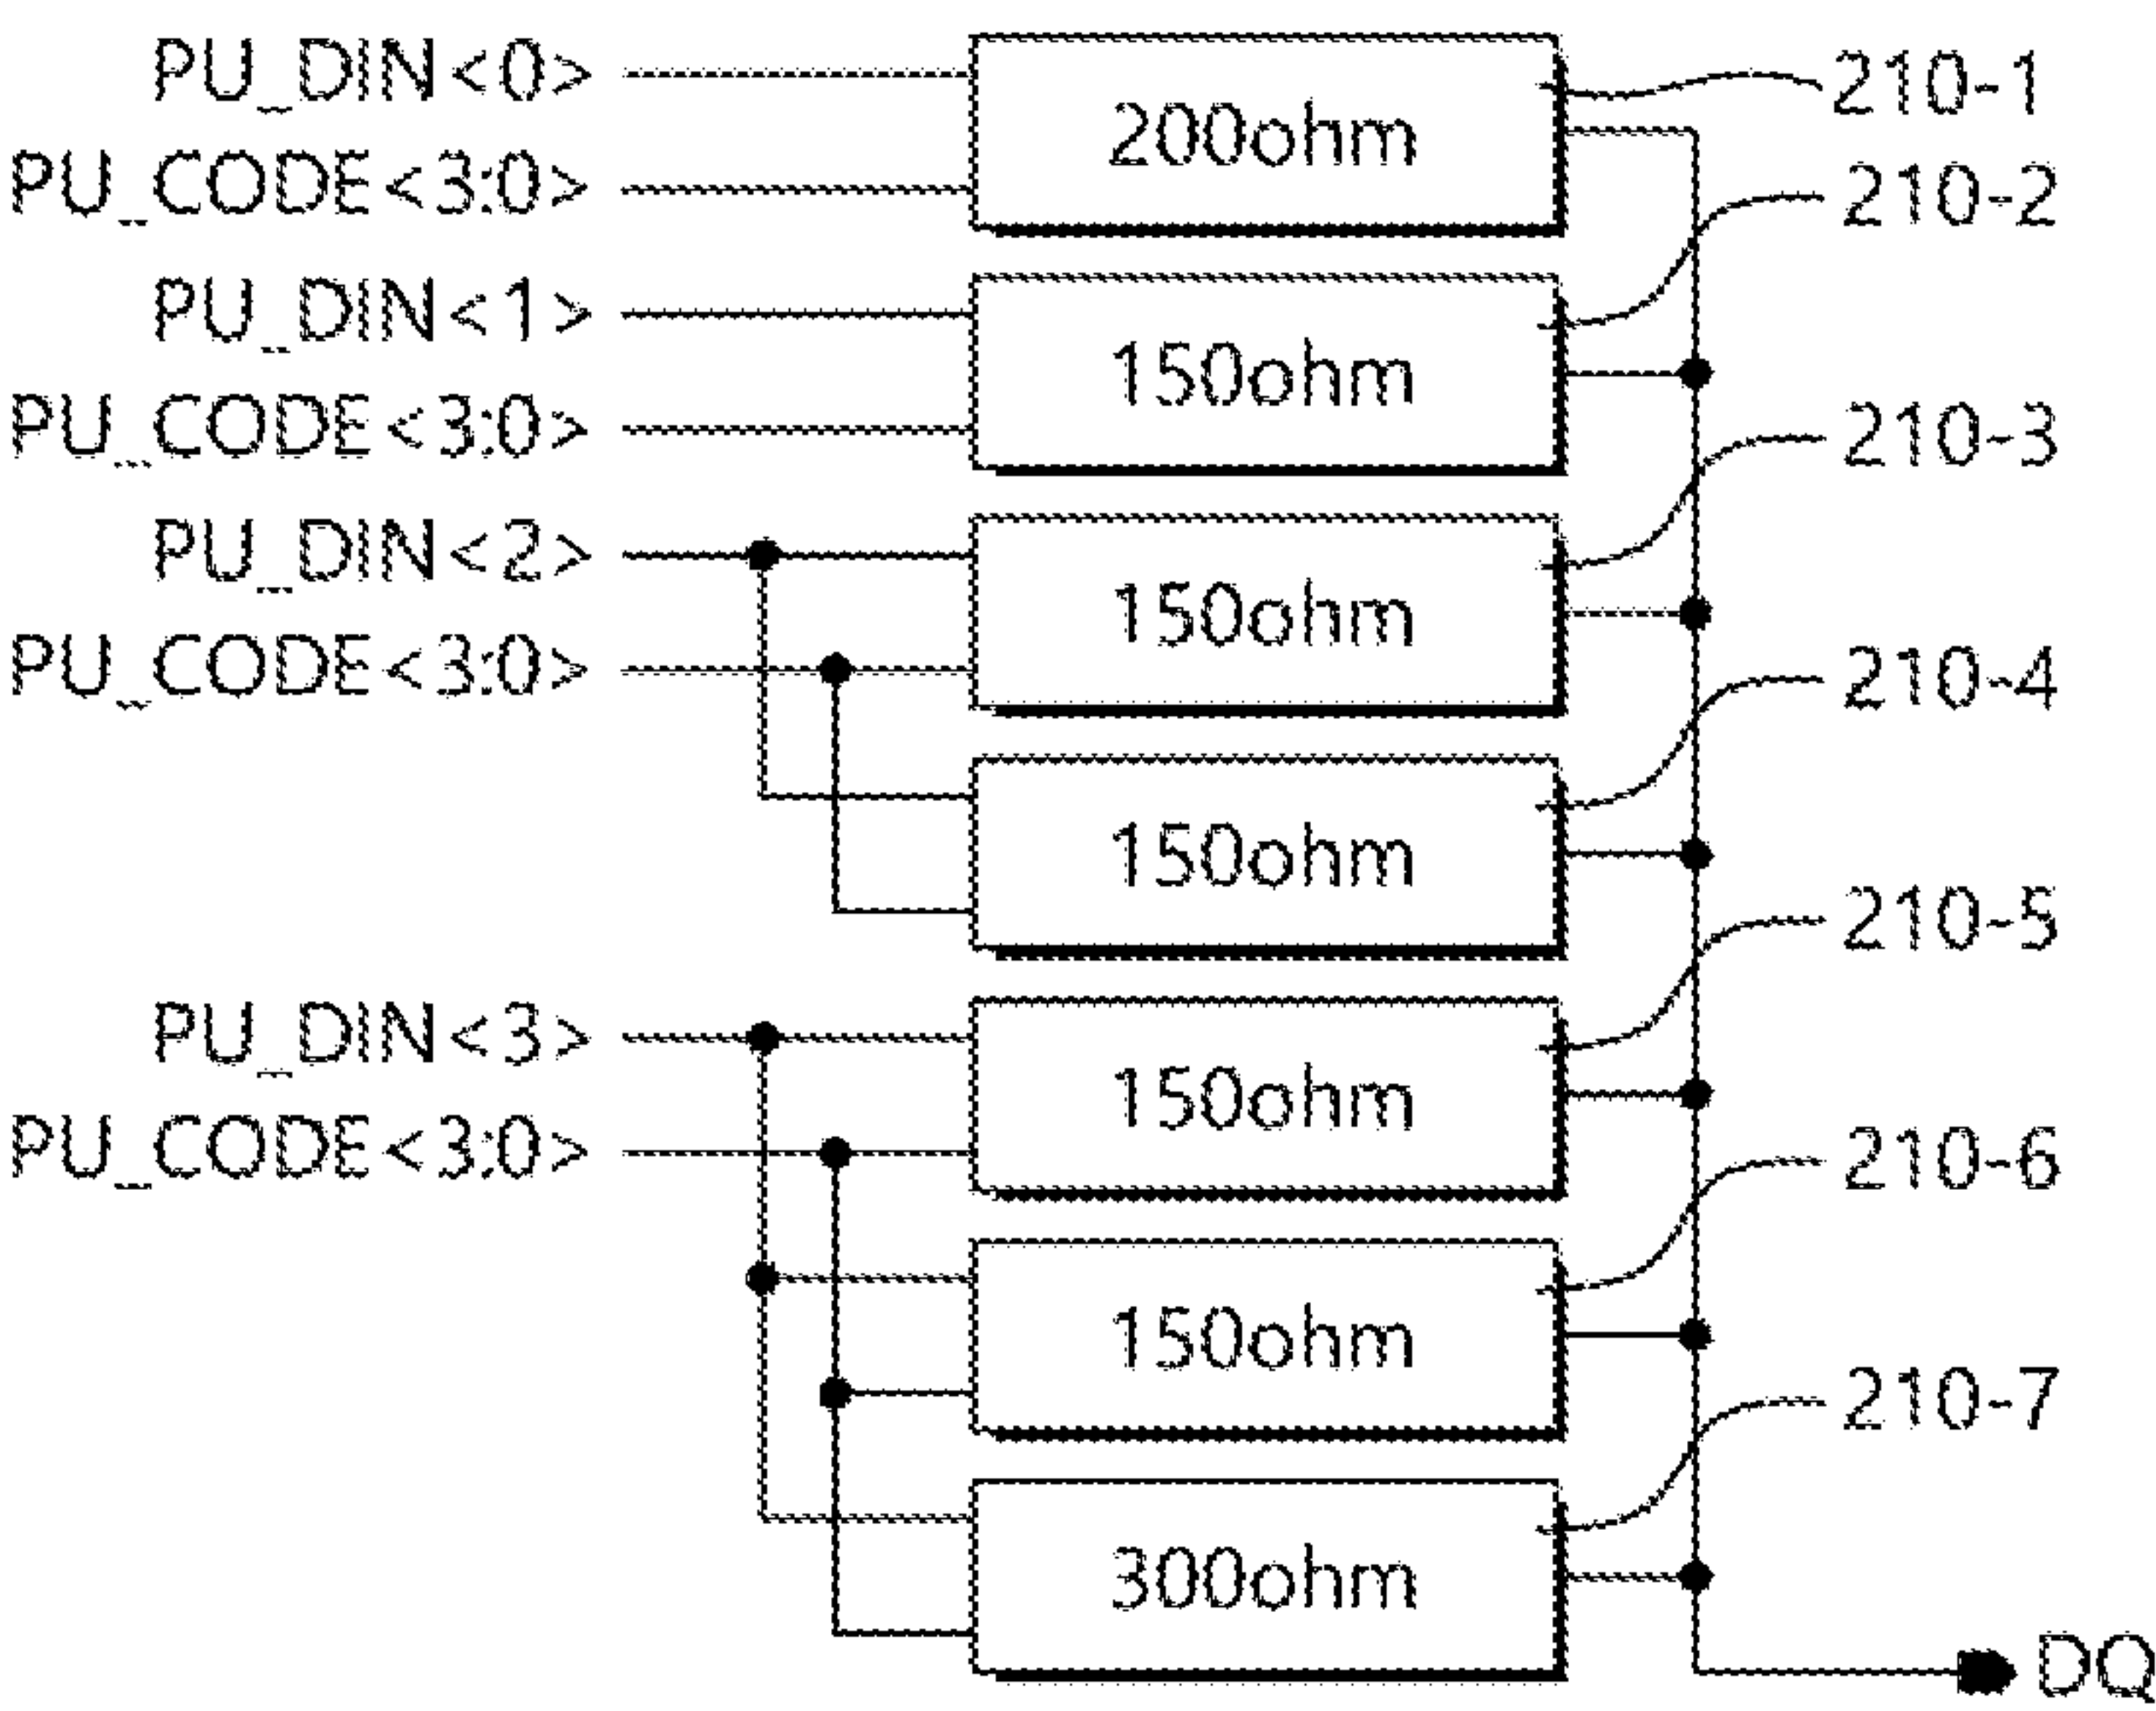 PU_DIN<0>
200ohm
210-1
PU_CODE<3:0>
210-2
PU_DIN<1>
150ohm
PU_CODE<3:0>
210-3
PU_DIN<2>
150ohm
PU_CODE<3:0>
210-4
150ohm
210-5
PU_DIN<3>
150ohm
PU_CODE<3:0>
210-6
150ohm
210-7
300ohm
DQ